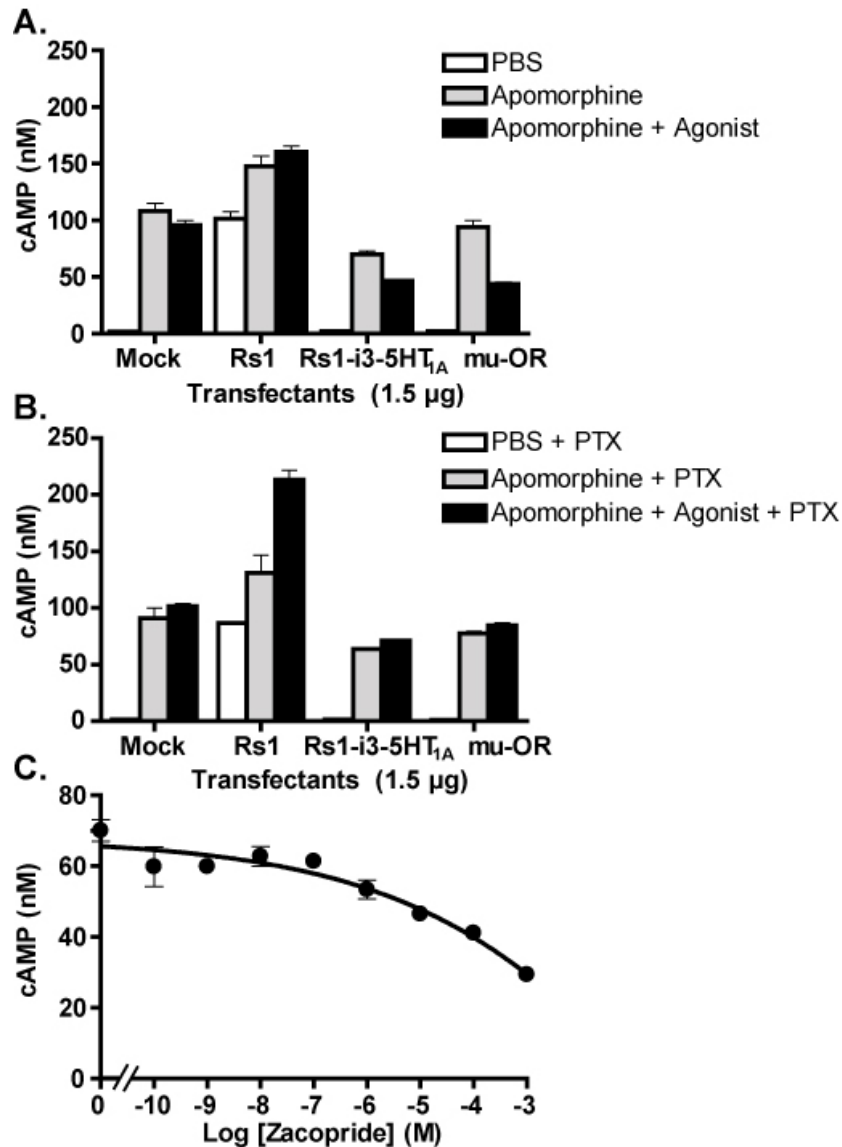 A.
250
200
150
100
50
0
cAMP (nM)
PBS
Apomorphine
Apomorphine + Agonist
Mock Rs1 Rs1-i3-5HT1A mu-OR
Transfectants (1.5 µg)
B.
250
200
150
100
50
0
cAMP (nM)
PBS + PTX
Apomorphine + PTX
Apomorphine + Agonist + PTX
Mock Rs1 Rs1-i3-5HT1A mu-OR
Transfectants (1.5 µg)
C.
80
60
40
20
0
cAMP (nM)
0 -10 -9 -8 -7 -6 -5 -4 -3
Log [Zacopride] (M)